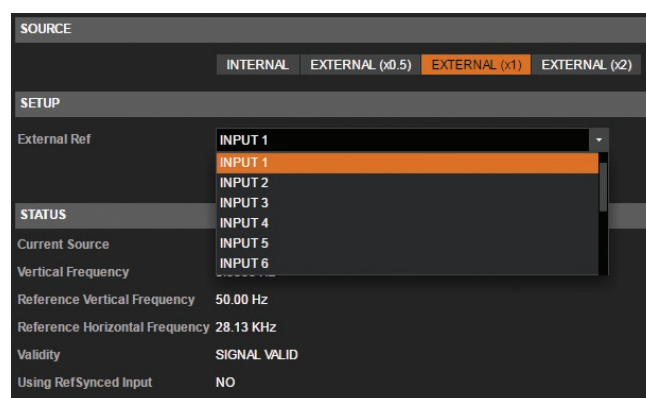 SOURCE
INTERNAL EXTERNAL (x0.5) EXTERNAL (x1) EXTERNAL (x2)
SETUP
External Ref INPUT 1
INPUT 1
INPUT 2
INPUT 3
INPUT 4
INPUT 5
INPUT 6
STATUS
Current Source
Vertical Frequency
Reference Vertical Frequency 50.00 Hz
Reference Horizontal Frequency 28.13 KHz
Validity SIGNAL VALID
Using RefSynced Input NO